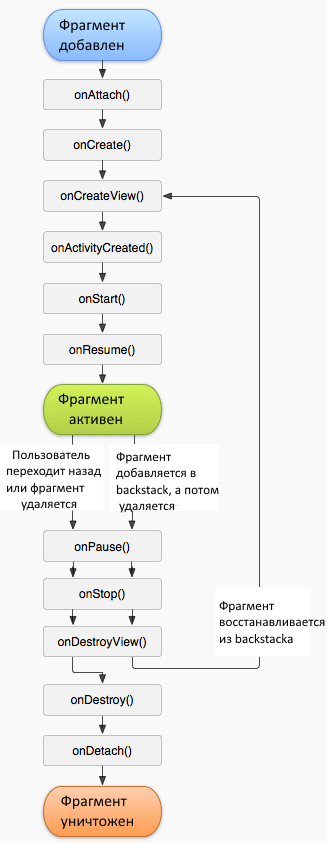 Фрагмент
добавлен
onAttach()
onCreate()
onCreateView()
onActivityCreated()
onStart()
onResume()
Фрагмент
активен
Пользователь
переходит назад
или фрагмент
удаляется
Фрагмент
добавляется в
backstack, а потом
удаляется
onPause()
onStop()
onDestroyView()
Фрагмент
восстанавливается
из backstackа
onDestroy()
onDetach()
Фрагмент
уничтожен